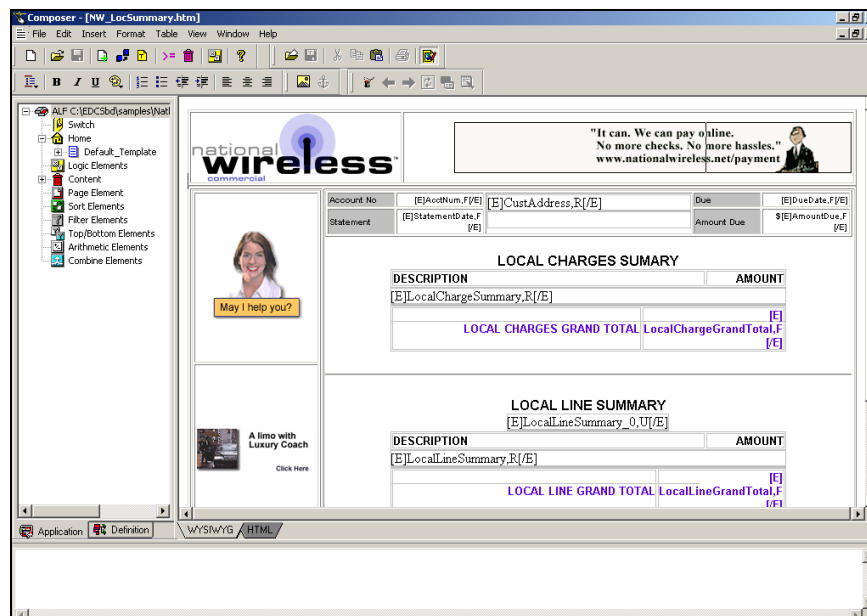 Composer - [NW_LocSummary.htm]
File Edit Insert Format Table View Window Help
B I U
ALF C:\EDCSbd\samples\Natl
Switch
Home
Default_Template
Logic Elements
Content
Page Element
Sort Elements
Filter Elements
Top/Bottom Elements
Arithmetic Elements
Combine Elements
Application Definition
national
wireless
commercial
"It can. We can pay online.
No more checks. No more hassles."
www.nationalwireless.net/payment
May I help you?
A limo with
Luxury Coach
Click Here
Account No [E]AcctNum,F[/E] [E]CustAddress,R[/E] Due [E]DueDate,F[/E]
Statement [E]StatementDate,F
[/E] Amount Due $[E]AmountDue,F
[/E]
LOCAL CHARGES SUMARY
DESCRIPTION AMOUNT
[E]LocalChargeSummary,R[/E]
[E]
LOCAL CHARGES GRAND TOTAL LocalChargeGrandTotal,F
[/E]
LOCAL LINE SUMMARY
[E]LocalLineSummary_0,U[/E]
DESCRIPTION AMOUNT
[E]LocalLineSummary,R[/E]
[E]
LOCAL LINE GRAND TOTAL LocalLineGrandTotal,F
[/E]
WYSIWYG HTML